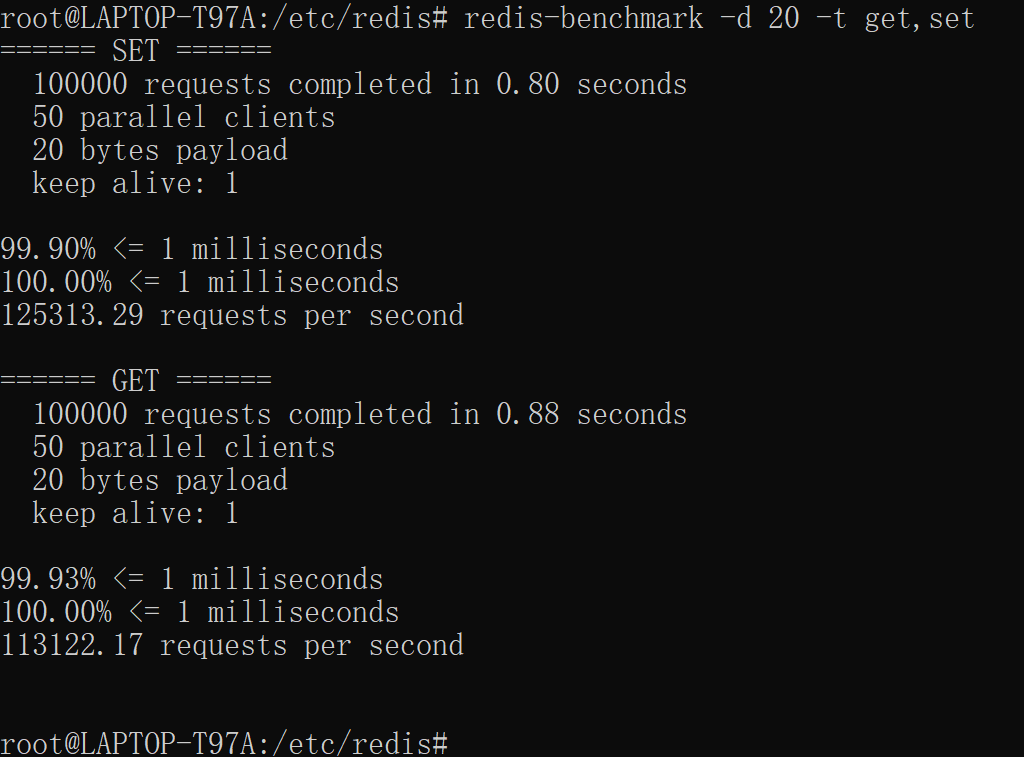 root@LAPTOP-T97A:/etc/redis# redis-benchmark -d 20 -t get,set
====== SET ======
  100000 requests completed in 0.80 seconds
  50 parallel clients
  20 bytes payload
  keep alive: 1

99.90% <= 1 milliseconds
100.00% <= 1 milliseconds
125313.29 requests per second

====== GET ======
  100000 requests completed in 0.88 seconds
  50 parallel clients
  20 bytes payload
  keep alive: 1

99.93% <= 1 milliseconds
100.00% <= 1 milliseconds
113122.17 requests per second

root@LAPTOP-T97A:/etc/redis#